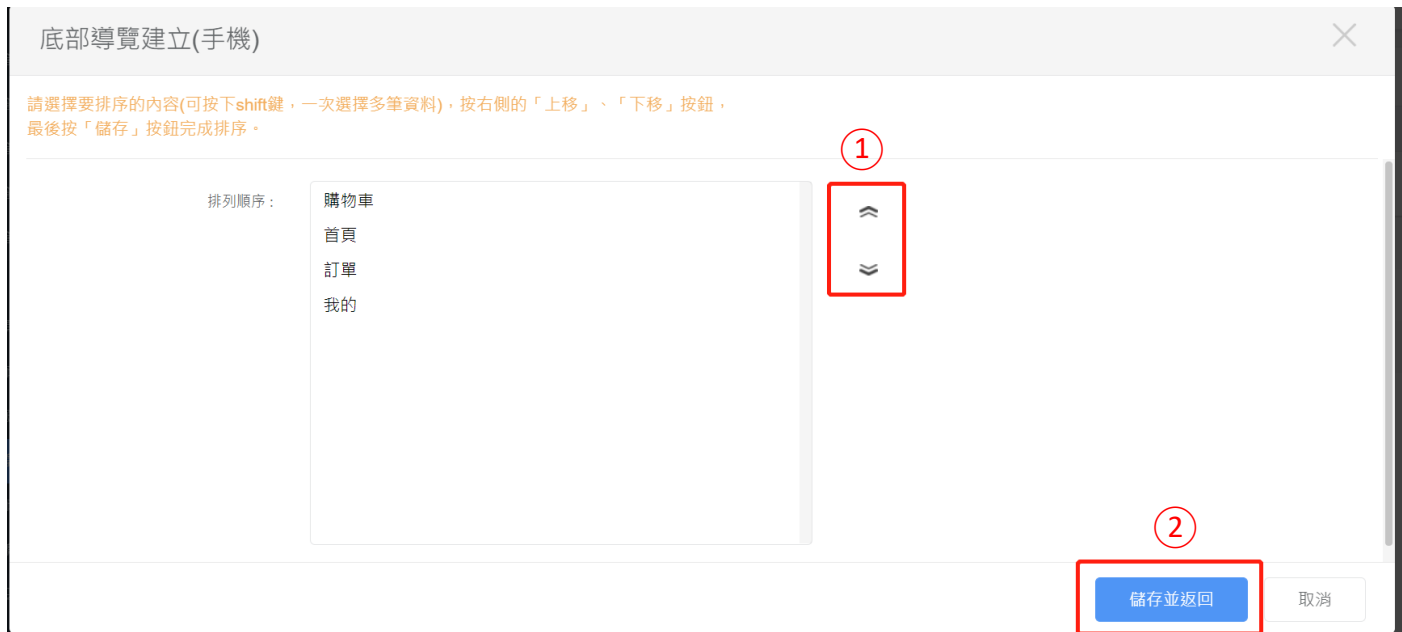 底部導覽建立(手機)
請選擇要排序的內容(可按下shift鍵，一次選擇多筆資料)，按右側的「上移」、「下移」按鈕，
最後按「儲存」按鈕完成排序。
①
排列順序：
購物車
首頁
訂單
我的
②
儲存並返回
取消